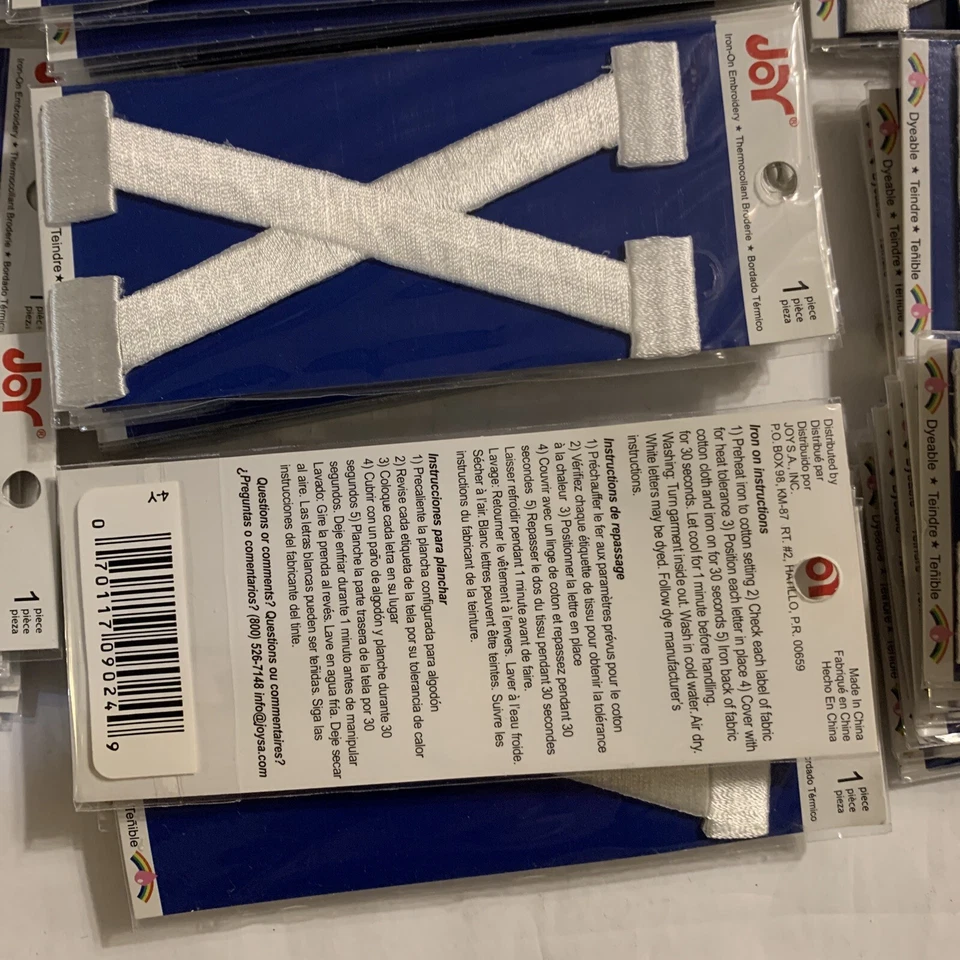 JOY®
Iron-On Embroidery ★ Thermocollant Broderie ★ Bordado Térmico
1 piece
pièce
pieza
Teindre ★
Distributed by
Distribué par
Distribuido por
JOY S.A., INC.
P.O. BOX 98, KM-87 RT. #2, HATILLO, P.R. 00659
Made In China
Fabriqué en Chine
Hecho En China
Iron on instructions
1) Preheat iron to cotton setting 2) Check each label of fabric
for heat tolerance 3) Position each letter in place 4) Cover with
cotton cloth and iron on for 30 seconds 5) Iron back of fabric
for 30 seconds. Let cool for 1 minute before handling.
Washing: Turn garment inside out. Wash in cold water. Air dry.
White letters may be dyed. Follow dye manufacturer's
instructions.
Instructions de repassage
1) Préchauffer le fer aux paramètres prévus pour le coton
2) Vérifiez chaque étiquette de tissu pour obtenir la tolérance
à la chaleur 3) Positionner la lettre en place
4) Couvrir avec un linge de coton et repassez pendant 30 secondes
secondes 5) Repasser le dos du tissu pendant 30 secondes
Laisser refroidir pendant 1 minute avant de faire.
Lavage: Retourner le vêtement à l'envers. Laver à l'eau froide.
Sécher à l'air. Blanc lettres peuvent être teintes. Suivre les
instructions du fabricant de la teinture.
Instrucciones para planchar
1) Precaliente la plancha configurada para algodón
2) Revise cada etiqueta de la tela por su tolerancia de calor
3) Coloque cada letra en su lugar
4) Cubrir con un paño de algodón y planche durante 30
segundos 5) Planche la parte trasera de la tela por 30
segundos. Deje enfriar durante 1 minuto antes de manipular
Lavado: Gire la prenda al revés. Lave en agua fría. Deje secar
al aire. Las letras blancas pueden ser teñidas. Siga las
instrucciones del fabricante del tinte.
Questions or comments? Questions ou commentaires?
¿Preguntas o comentarios? (800) 526-7148 info@joysa.com
0 70117 09024 9
JOY®
1 piece
pièce
pieza
Iron-On Embroidery ★ Thermocollant Broderie ★ Bordado Térmico
1 piece
pièce
pieza
rdado Térmico
Teñible
Dyeable ★ Teindre ★ Teñible
Dyeable ★ Teindre ★ Teñible
Dyeable ★ Teindre ★ Teñible